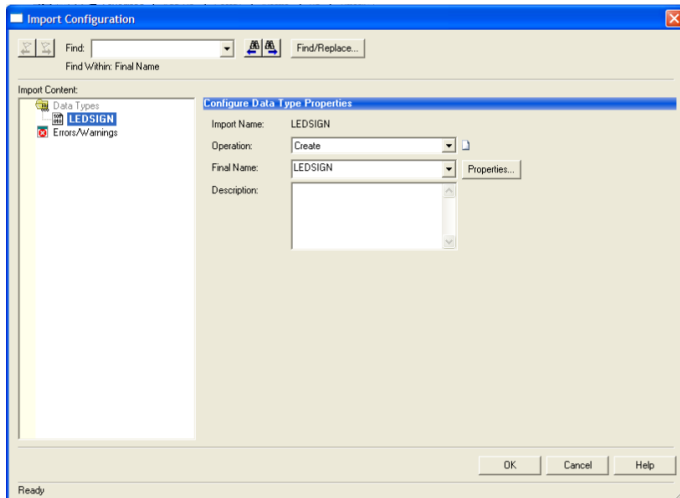 Import Configuration
Find:
Find/Replace...
Find Within: Final Name
Import Content:
Data Types
LEDSIGN
Errors/Warnings
Configure Data Type Properties
Import Name: LEDSIGN
Operation: Create
Final Name: LEDSIGN Properties...
Description:
OK Cancel Help
Ready